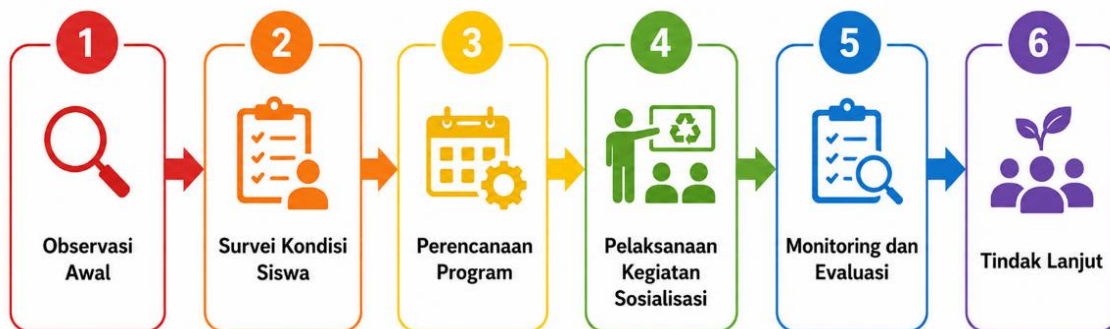 1
Observasi
Awal
2
Survei Kondisi
Siswa
3
Perencanaan
Program
4
Pelaksanaan
Kegiatan
Sosialisasi
5
Monitoring dan
Evaluasi
6
Tindak Lanjut